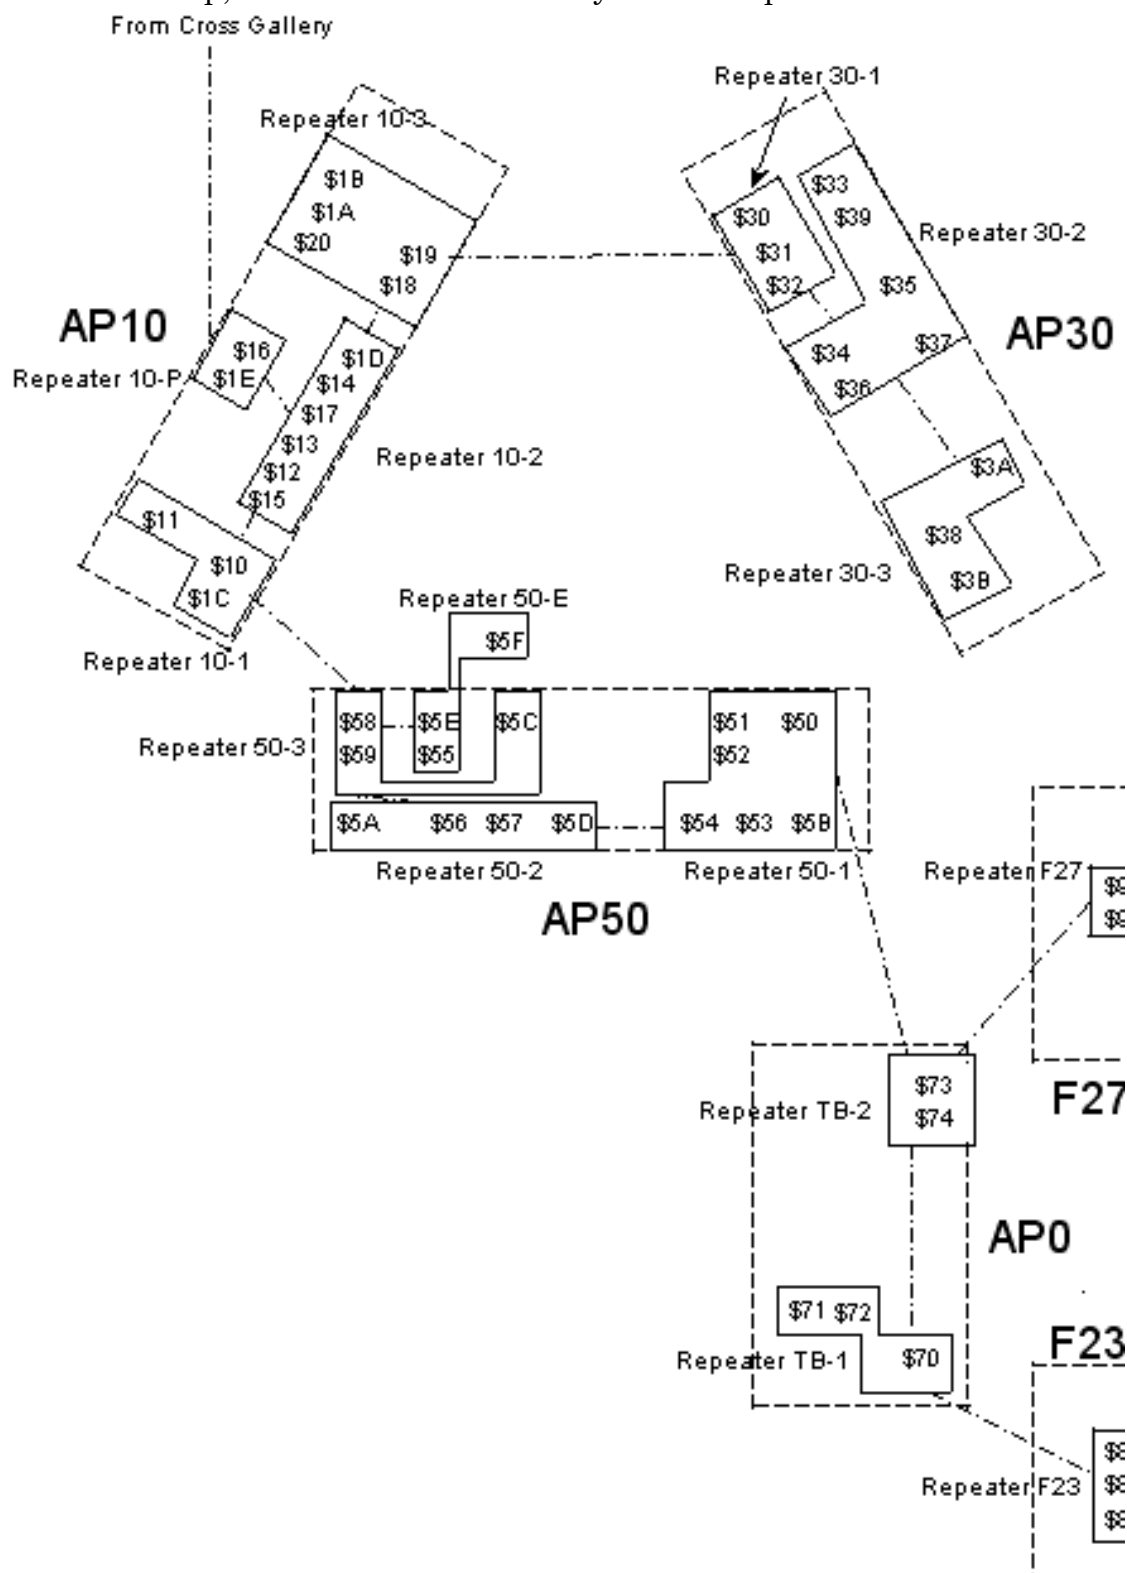 From Cross Gallery
Repeater 30-1
Repeater 10-3
$1B
$1A
$20
$19
$18
$30
$31
$32
$33
$39
Repeater 30-2
$35
$34
$37
$36
AP10
AP30
$16
$1E
Repeater 10-P
$1D
$14
$17
$13
$12
$15
Repeater 10-2
$11
$10
$1C
Repeater 10-1
$3A
$38
$3B
Repeater 30-3
Repeater 50-E
$5F
$58
$59
$5E
$55
$5C
$51 $50
$52
Repeater 50-3
$5A $56 $57 $5D
$54 $53 $5B
Repeater 50-2
Repeater 50-1
AP50
Repeater F27
$9
$9
F27
$73
$74
Repeater TB-2
AP0
$71 $72
$70
Repeater TB-1
F23
Repeater F23
$8
$8
$8